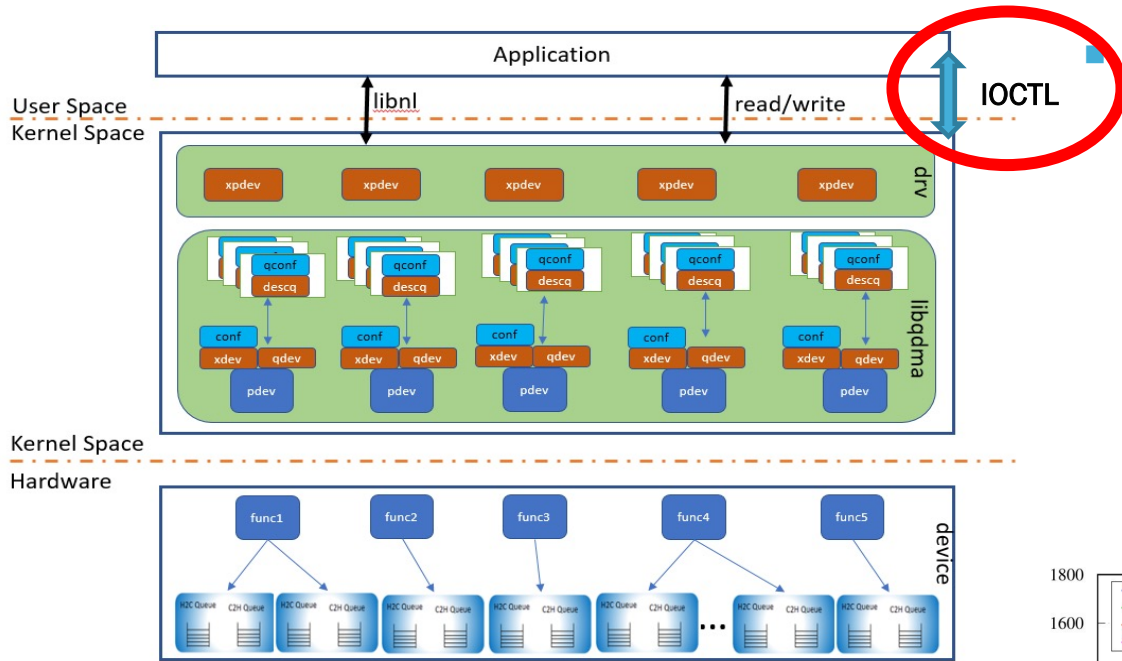 Application
libnl
read/write
IOCTL
User Space
Kernel Space
drv
xpdev
xpdev
xpdev
xpdev
xpdev
libqdma
qconf
descq
qconf
descq
qconf
descq
qconf
descq
qconf
descq
conf
xdev
qdev
pdev
conf
xdev
qdev
pdev
conf
xdev
qdev
pdev
conf
xdev
qdev
pdev
conf
xdev
qdev
pdev
Kernel Space
Hardware
device
func1
func2
func3
func4
func5
H2C Queue
C2H Queue
H2C Queue
C2H Queue
H2C Queue
C2H Queue
H2C Queue
C2H Queue
H2C Queue
C2H Queue
...
H2C Queue
C2H Queue
H2C Queue
C2H Queue
1800
1600